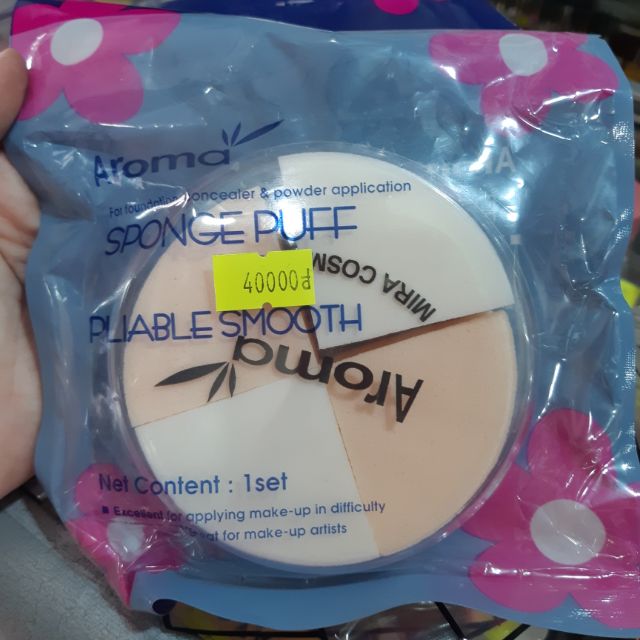 Aroma
For foundation, concealer & powder application
SPONGE PUFF
40000₫
MIRA COSM
PLIABLE SMOOTH
Aroma
Net Content : 1set
Excellent for applying make-up in difficulty
for make-up artists